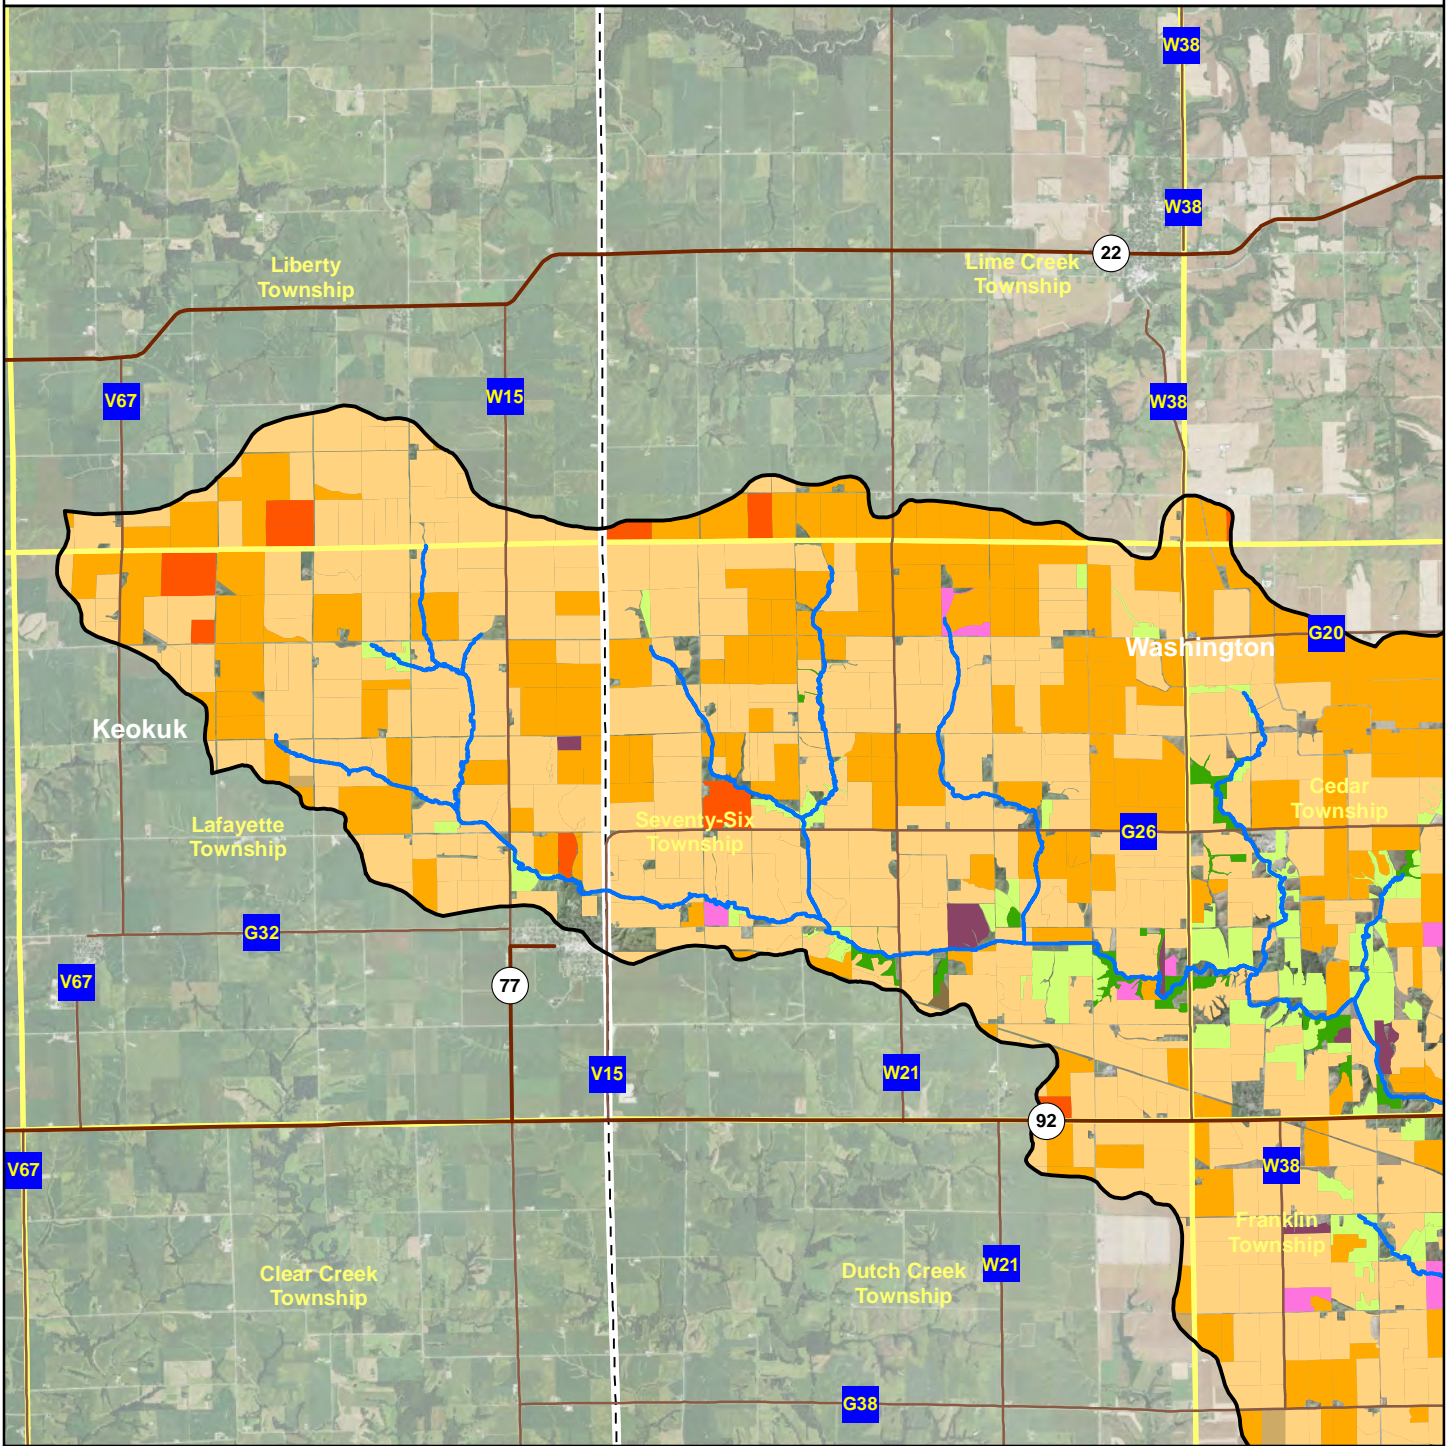 W38
W38
22
Liberty
Township
Lime Creek
Township
V67
W15
W38
G20
Washington
Keokuk
Cedar
Township
Lafayette
Township
Seventy-Six
Township
G26
G32
V67
77
V15
W21
92
V67
W38
Franklin
Township
Clear Creek
Township
Dutch Creek
Township
W21
G38